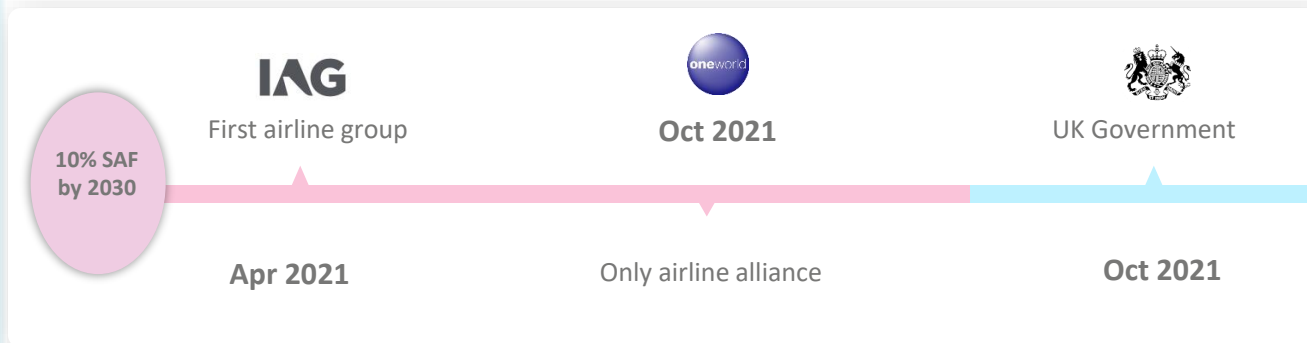 10% SAF
by 2030
IAG
First airline group
Apr 2021
oneworld
Oct 2021
Only airline alliance
UK Government
Oct 2021